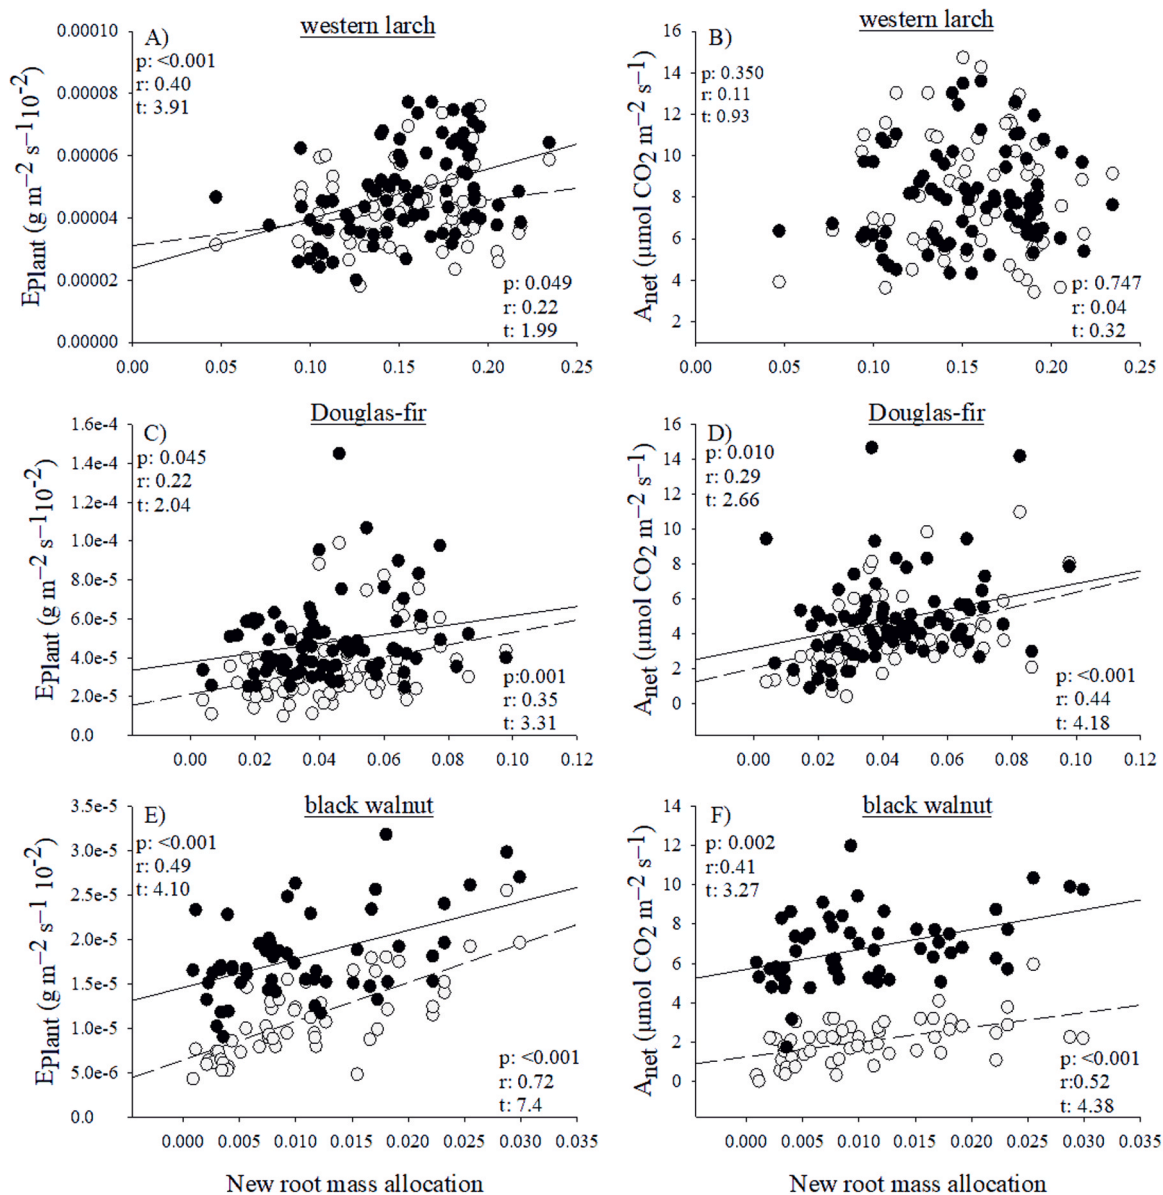 western larch
A)
p: <0.001
r: 0.40
t: 3.91
0.00010
0.00008
0.00006
0.00004
0.00002
0.00000
EPlant (g m−2 s−110−2)
p: 0.049
r: 0.22
t: 1.99
0.00 0.05 0.10 0.15 0.20 0.25
western larch
B)
p: 0.350
r: 0.11
t: 0.93
16
14
12
10
8
6
4
2
Anet (µmol CO2 m−2 s−1)
p: 0.747
r: 0.04
t: 0.32
0.00 0.05 0.10 0.15 0.20 0.25
Douglas-fir
C)
p: 0.045
r: 0.22
t: 2.04
1.6e-4
1.4e-4
1.2e-4
1.0e-4
8.0e-5
6.0e-5
4.0e-5
2.0e-5
0.0
EPlant (g m−2 s−110−2)
p:0.001
r: 0.35
t: 3.31
0.00 0.02 0.04 0.06 0.08 0.10 0.12
Douglas-fir
D)
p: 0.010
r: 0.29
t: 2.66
16
14
12
10
8
6
4
2
0
Anet (µmol CO2 m−2 s−1)
p: <0.001
r: 0.44
t: 4.18
0.00 0.02 0.04 0.06 0.08 0.10 0.12
black walnut
E)
p: <0.001
r: 0.49
t: 4.10
3.5e-5
3.0e-5
2.5e-5
2.0e-5
1.5e-5
1.0e-5
5.0e-6
0.0
EPlant (g m−2 s−1 10−2)
p: <0.001
r: 0.72
t: 7.4
0.000 0.005 0.010 0.015 0.020 0.025 0.030 0.035
New root mass allocation
black walnut
F)
p: 0.002
r:0.41
t: 3.27
14
12
10
8
6
4
2
0
Anet (µmol CO2 m−2 s−1)
p: <0.001
r:0.52
t: 4.38
0.000 0.005 0.010 0.015 0.020 0.025 0.030 0.035
New root mass allocation